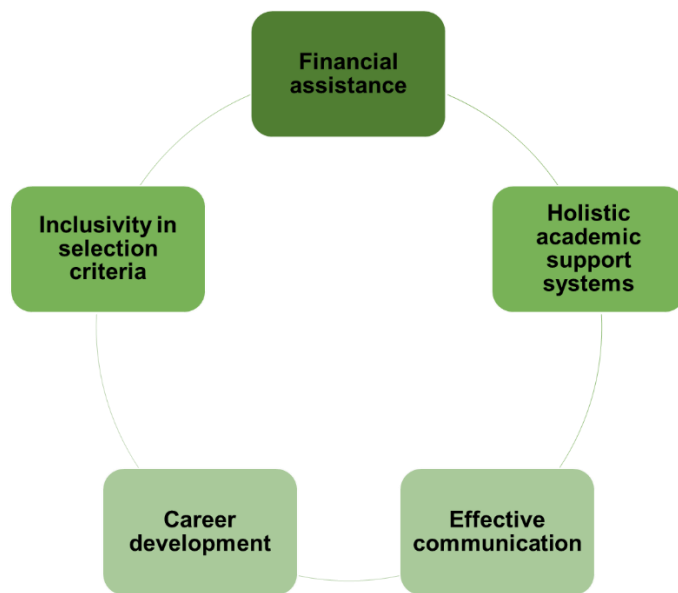 Financial
assistance
Inclusivity in
selection
criteria
Holistic
academic
support
systems
Career
development
Effective
communication